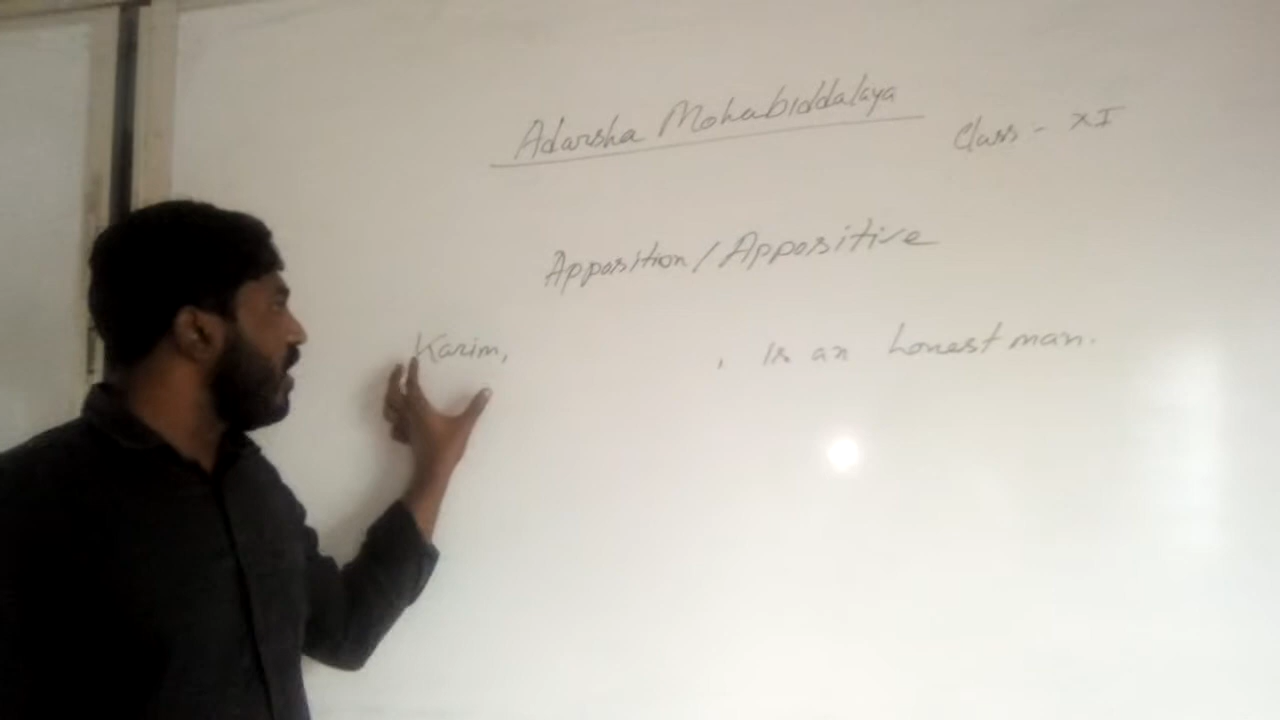 Adarsha Mohabiddalaya
Class - XI
Apposition/Appositive
Karim, , is an honest man.